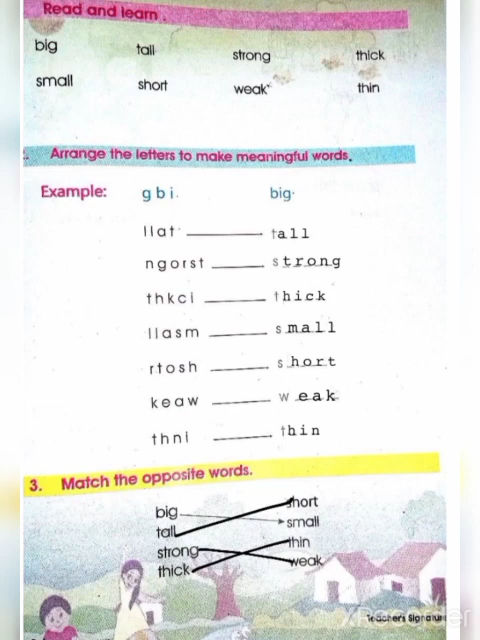 Read and learn.
big tall strong thick
small short weak thin
Arrange the letters to make meaningful words.
Example: g b i. big.
l l a t tall
n g o r s t strong
t h k c i thick
l l a s m small
r t o s h short
k e a w weak
t h n i thin
3. Match the opposite words.
big short
tall small
strong thin
thick weak
Teacher's Signature